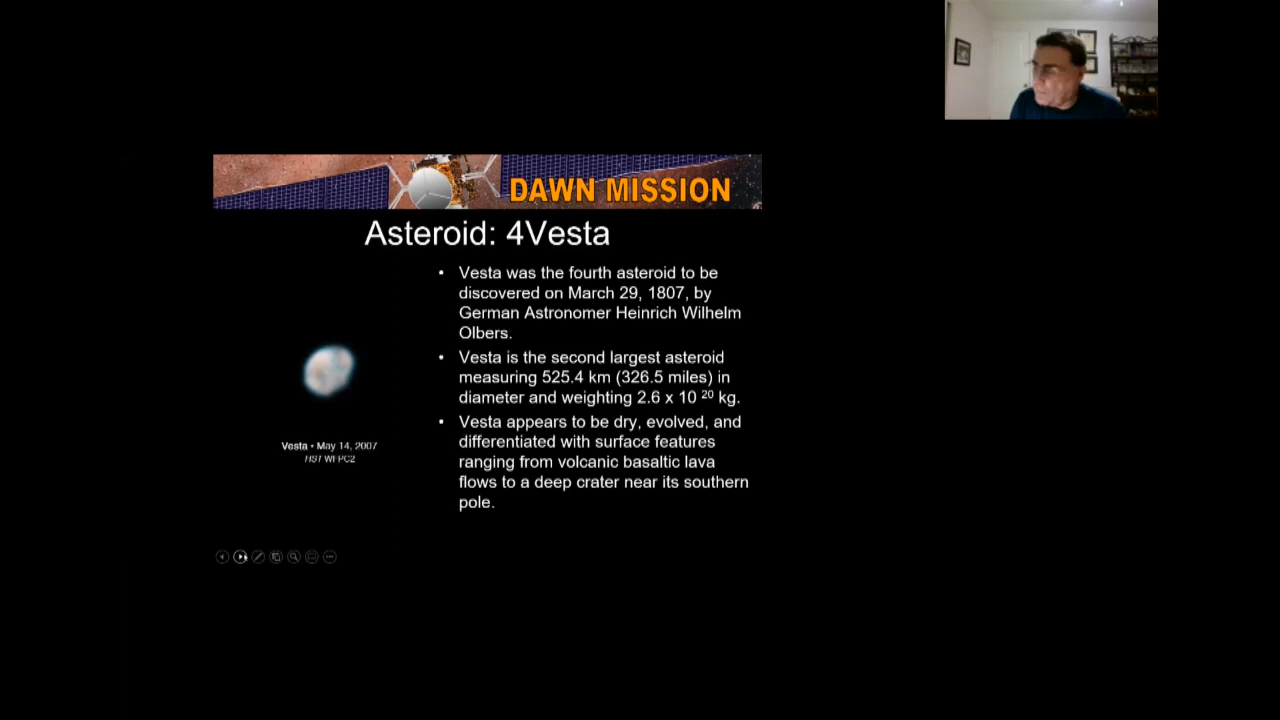 DAWN MISSION
Asteroid: 4Vesta
• Vesta was the fourth asteroid to be
discovered on March 29, 1807, by
German Astronomer Heinrich Wilhelm
Olbers.
• Vesta is the second largest asteroid
measuring 525.4 km (326.5 miles) in
diameter and weighting 2.6 x 10 20 kg.
• Vesta appears to be dry, evolved, and
differentiated with surface features
ranging from volcanic basaltic lava
flows to a deep crater near its southern
pole.
Vesta • May 14, 2007
HST WFPC2